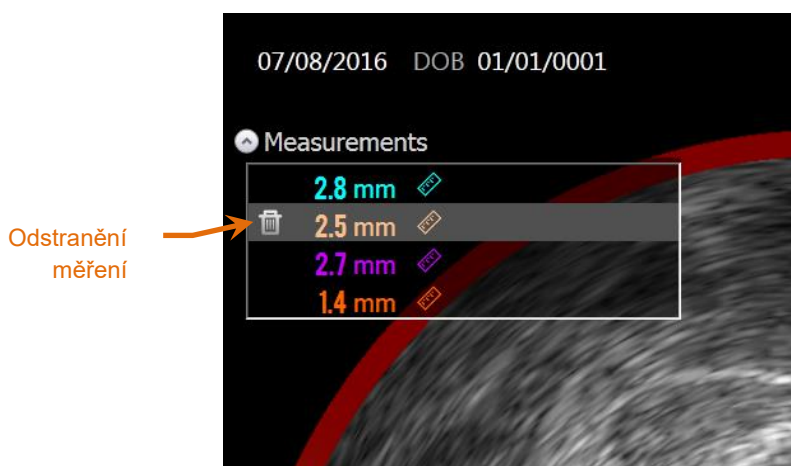 07/08/2016 DOB 01/01/0001
Measurements
2.8 mm
2.5 mm
2.7 mm
1.4 mm
Odstranění
měření